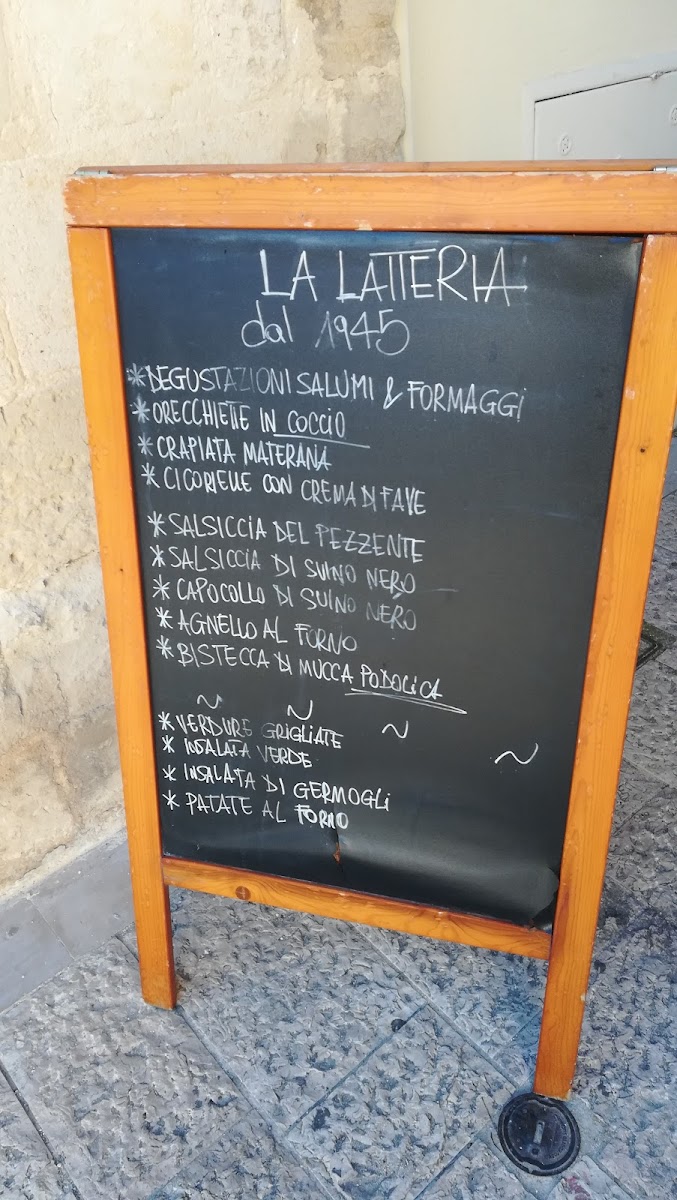 LA LATTERIA
dal 1945
*DEGUSTAZIONI SALUMI & FORMAGGI
*ORECCHIETTE IN COCCIO
*CRAPIATA MATERANA
*CICORIELLE CON CREMA DI FAVE
*SALSICCIA DEL PEZZENTE
*SALSICCIA DI SUINO NERO
*CAPOCOLLO DI SUINO NERO
*AGNELLO AL FORNO
*BISTECCA DI MUCCA PODOLICA
~ ~ ~ ~
*VERDURE GRIGLIATE
*INSALATA VERDE
*INSALATA DI GERMOGLI
*PATATE AL FORNO